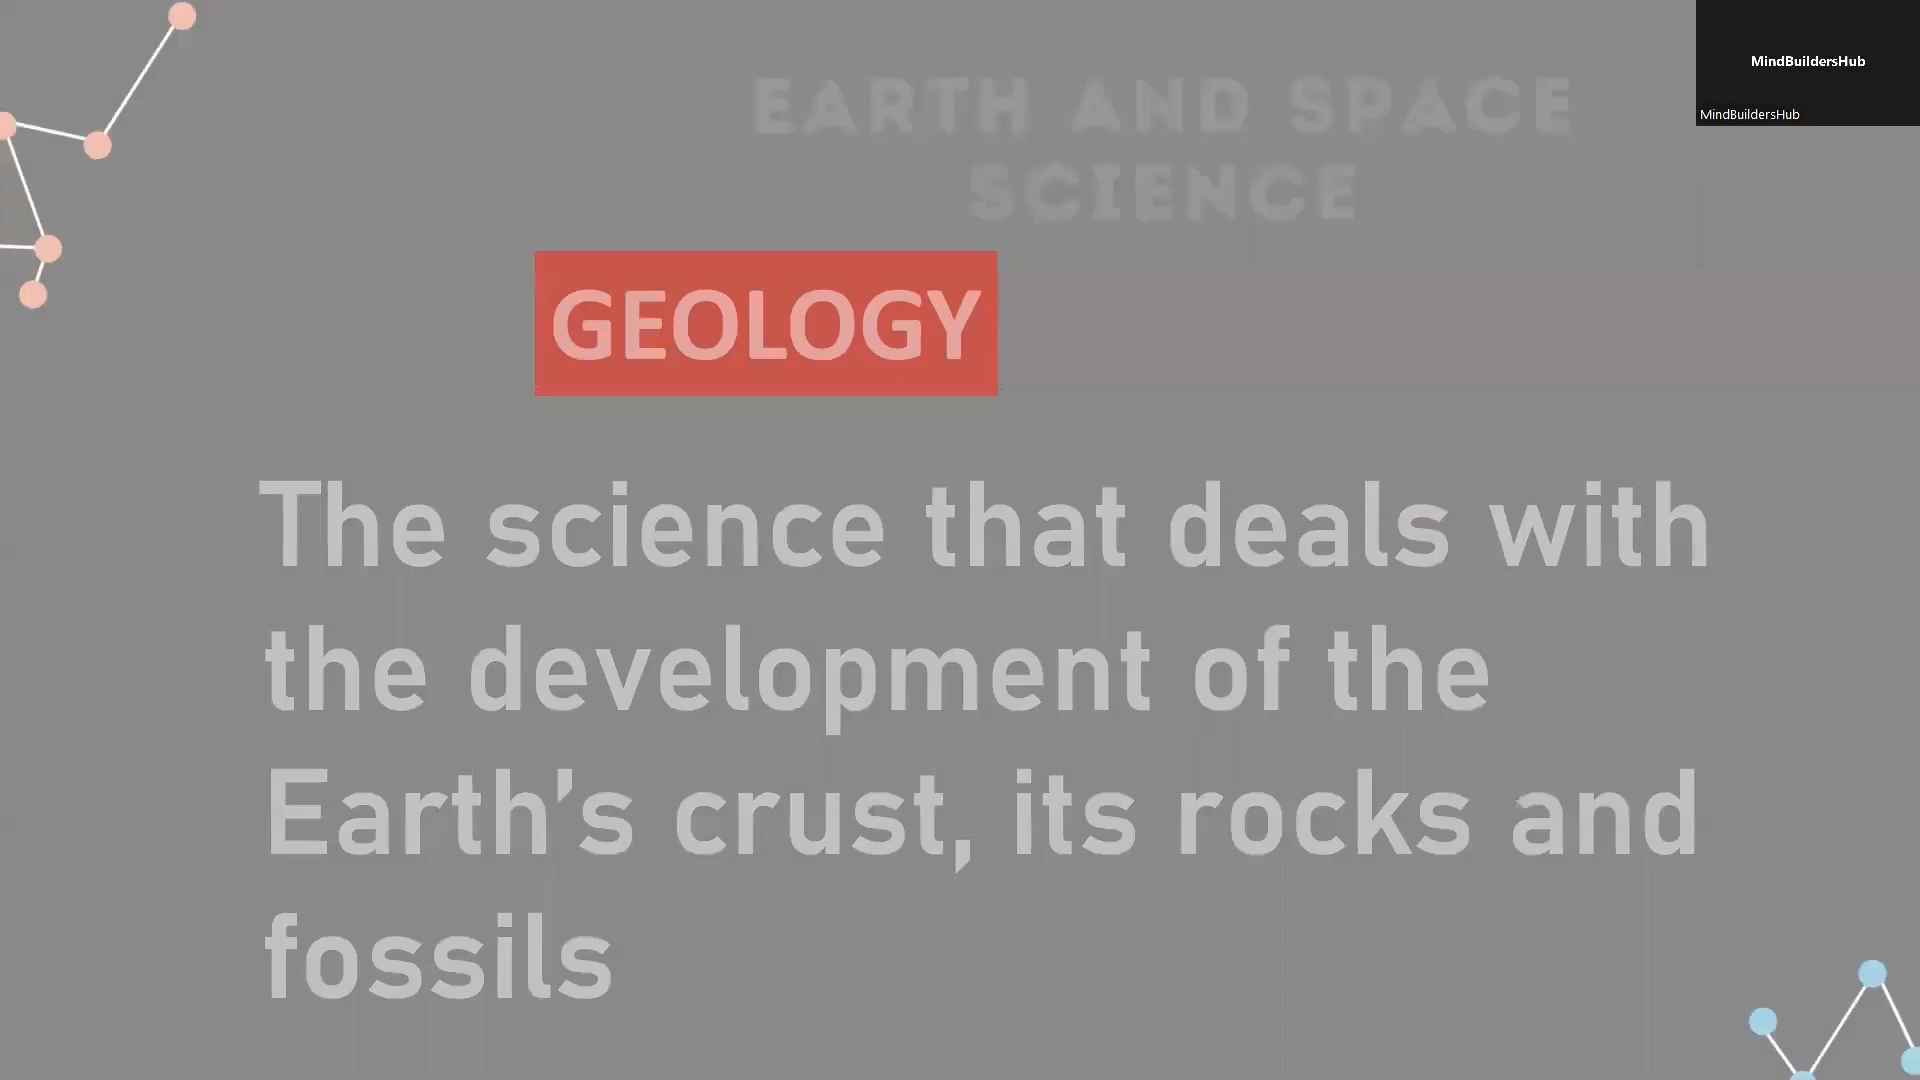 EARTH AND SPACE
SCIENCE
MindBuildersHub
MindBuildersHub
GEOLOGY
The science that deals with
the development of the
Earth’s crust, its rocks and
fossils